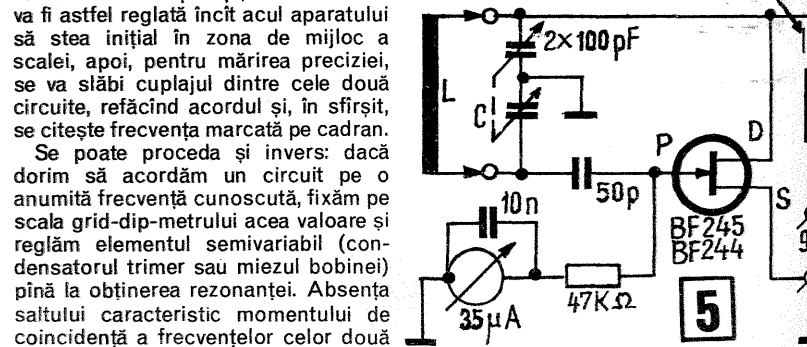 va fi astfel reglată încît acul aparatului
să stea inițial în zona de mijloc a
scalei, apoi, pentru mărirea preciziei,
se va slăbi cuplajul dintre cele două
circuite, refăcînd acordul și, în sfîrșit,
se citește frecvența marcată pe cadran.
Se poate proceda și invers: dacă
dorim să acordăm un circuit pe o
anumită frecvență cunoscută, fixăm pe
scala grid-dip-metrului acea valoare și
reglăm elementul semivariabil (con-
densatorul trimer sau miezul bobinei)
pînă la obținerea rezonanței. Absența
saltului caracteristic momentului de
coincidență a frecvențelor celor două
2×100pF
L
C
P
D
50p
S
10n
BF245
BF244
47KΩ
35µA
5